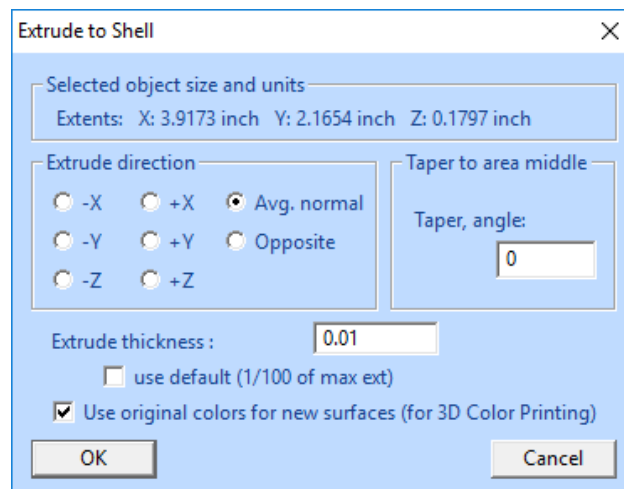 Extrude to Shell
Selected object size and units
Extents: X: 3.9173 inch Y: 2.1654 inch Z: 0.1797 inch
Extrude direction
-X +X Avg. normal
-Y +Y Opposite
-Z +Z
Taper to area middle
Taper, angle:
0
Extrude thickness : 0.01
use default (1/100 of max ext)
Use original colors for new surfaces (for 3D Color Printing)
OK Cancel